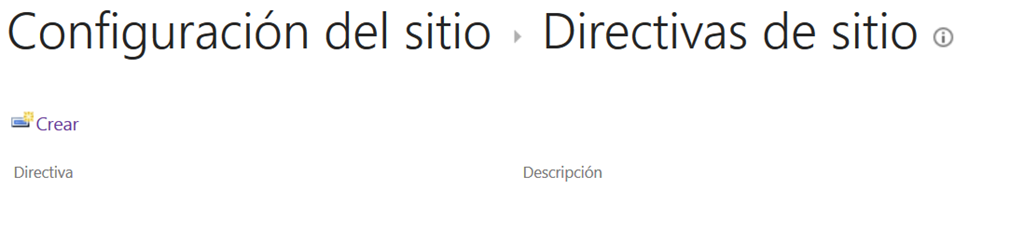 Configuración del sitio ▸ Directivas de sitio
Crear
Directiva Descripción